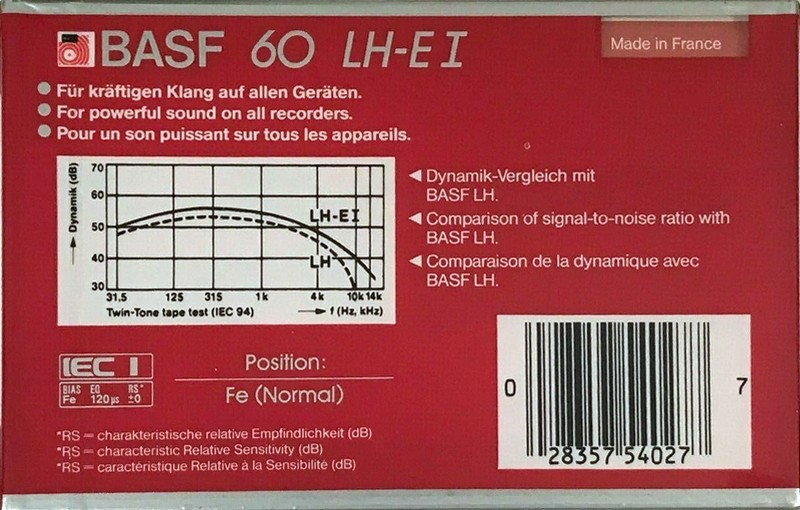 BASF 60 LH-E I
Made in France
Für kräftigen Klang auf allen Geräten.
For powerful sound on all recorders.
Pour un son puissant sur tous les appareils.
Dynamik (dB)
70
60
50
40
30
LH-EI
LH
31,5 125 315 1k 4k 10k 14k
Twin-Tone tape test (IEC 94) f (Hz, kHz)
◀ Dynamik-Vergleich mit
BASF LH.
◀ Comparison of signal-to-noise ratio with
BASF LH.
◀ Comparaison de la dynamique avec
BASF LH.
IEC I
BIAS EQ RS*
Fe 120µs ±0
Position:
Fe (Normal)
*RS = charakteristische relative Empfindlichkeit (dB)
*RS = characteristic Relative Sensitivity (dB)
*RS = caractéristique Relative à la Sensibilité (dB)
0 28357 54027 7